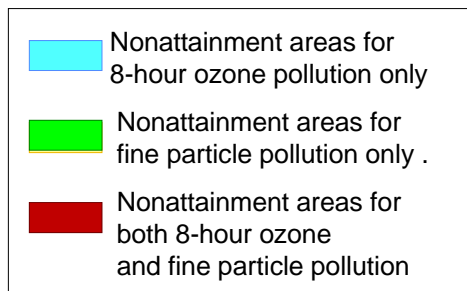 Nonattainment areas for
8-hour ozone pollution only
Nonattainment areas for
fine particle pollution only .
Nonattainment areas for
both 8-hour ozone
and fine particle pollution